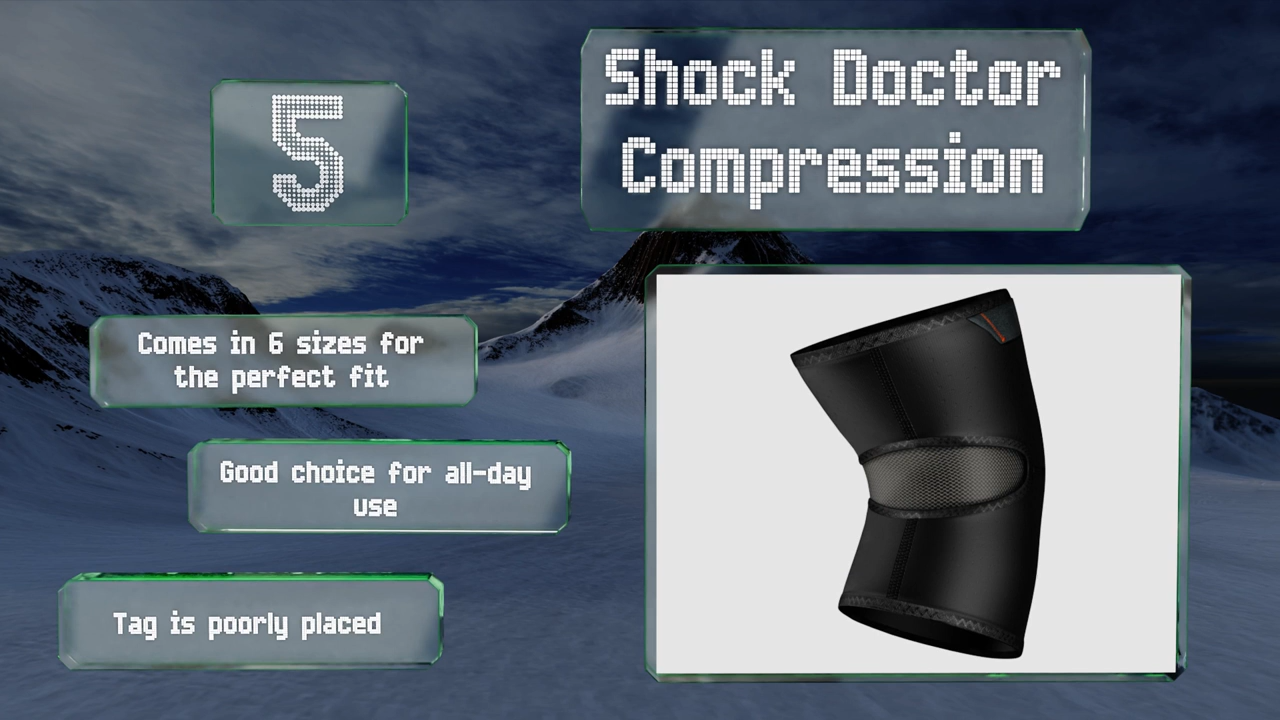 5
Shock Doctor
Compression
Comes in 6 sizes for
the perfect fit
Good choice for all-day
use
Tag is poorly placed